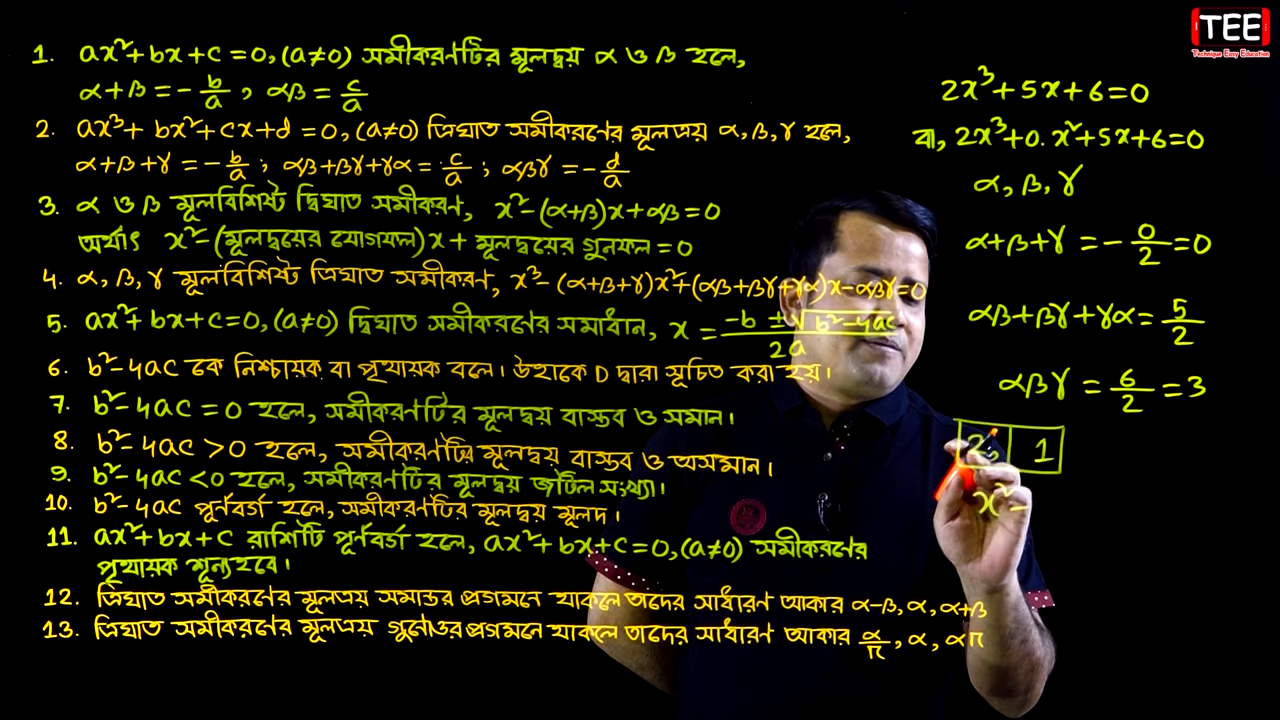 TEE
Technique Easy Education
1. ax²+bx+c=0,(a≠0) সমীকরণটির মূলদ্বয় α ও β হলে,
α+β=-b/a, αβ=c/a
2. ax³+bx²+cx+d=0,(a≠0) ত্রিঘাত সমীকরণের মূলত্রয় α,β,γ হলে,
α+β+γ=-b/a; αβ+βγ+γα=c/a; αβγ=-d/a
3. α ও β মূলবিশিষ্ট দ্বিঘাত সমীকরণ, x²-(α+β)x+αβ=0
অর্থাৎ x²-(মূলদ্বয়ের যোগফল)x+মূলদ্বয়ের গুনফল=0
4. α,β,γ মূলবিশিষ্ট ত্রিঘাত সমীকরণ, x³-(α+β+γ)x²+(αβ+βγ+γα)x-αβγ=0
5. ax²+bx+c=0,(a≠0) দ্বিঘাত সমীকরণের সমাধান, x=(-b±√(b²-4ac))/2a
6. b²-4ac কে নিশ্চায়ক বা পৃথায়ক বলে। উহাকে D দ্বারা সূচিত করা হয়।
7. b²-4ac=0 হলে, সমীকরণটির মূলদ্বয় বাস্তব ও সমান।
8. b²-4ac>0 হলে, সমীকরণটির মূলদ্বয় বাস্তব ও অসমান।
9. b²-4ac<0 হলে, সমীকরণটির মূলদ্বয় জটিল সংখ্যা।
10. b²-4ac পূর্নবর্গ হলে, সমীকরণটির মূলদ্বয় মূলদ।
11. ax²+bx+c রাশিটি পূর্ণবর্গ হলে, ax²+bx+c=0,(a≠0) সমীকরণের
পৃথায়ক শূন্য হবে।
12. ত্রিঘাত সমীকরণের মূলত্রয় সমান্তর প্রগমনে থাকলে তাদের সাধারণ আকার α-β, α, α+β
13. ত্রিঘাত সমীকরণের মূলত্রয় গুনোত্তর প্রগমনে থাকলে তাদের সাধারণ আকার α/π, α, απ
2x³+5x+6=0
বা, 2x³+0.x²+5x+6=0
α,β,γ
α+β+γ=-0/2=0
αβ+βγ+γα=5/2
αβγ=6/2=3
2, 1
x²-